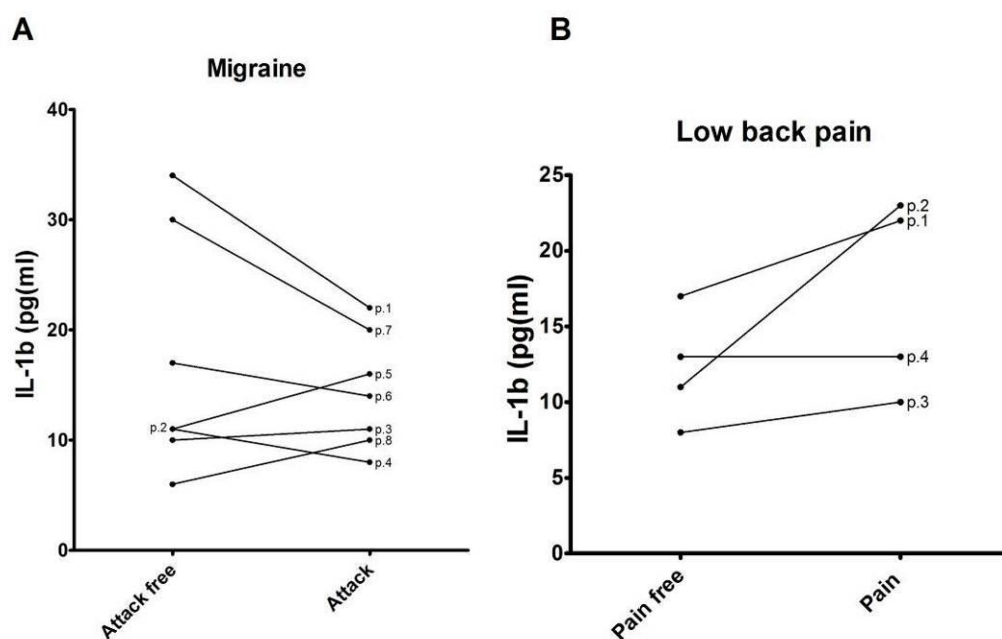 A
Migraine
IL-1b (pg(ml)
40
30
20
10
0
p.1
p.7
p.5
p.6
p.2
p.3
p.8
p.4
Attack free
Attack
B
Low back pain
IL-1b (pg(ml)
25
20
15
10
5
0
p.2
p.1
p.4
p.3
Pain free
Pain